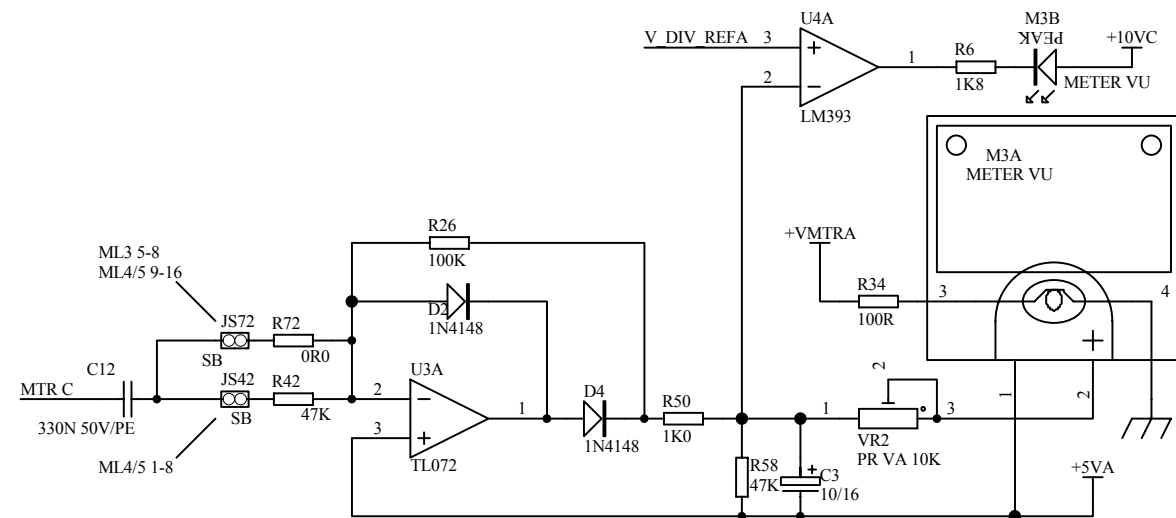 U4A
M3B
PEAK
V_DIV_REFA
3
1
R6
+10VC
2
1K8
METER VU
LM393
M3A
METER VU
R26
+VMTRA
ML3 5-8
ML4/5 9-16
100K
R34
3
4
D2
1N4148
100R
JS72
R72
SB
0R0
U3A
2
C12
JS42
R42
2
1
D4
R50
1
3
1
2
MTR C
SB
47K
3
1N4148
1K0
VR2
PR VA 10K
330N 50V/PE
TL072
R58
47K
C3
10/16
+5VA
ML4/5 1-8